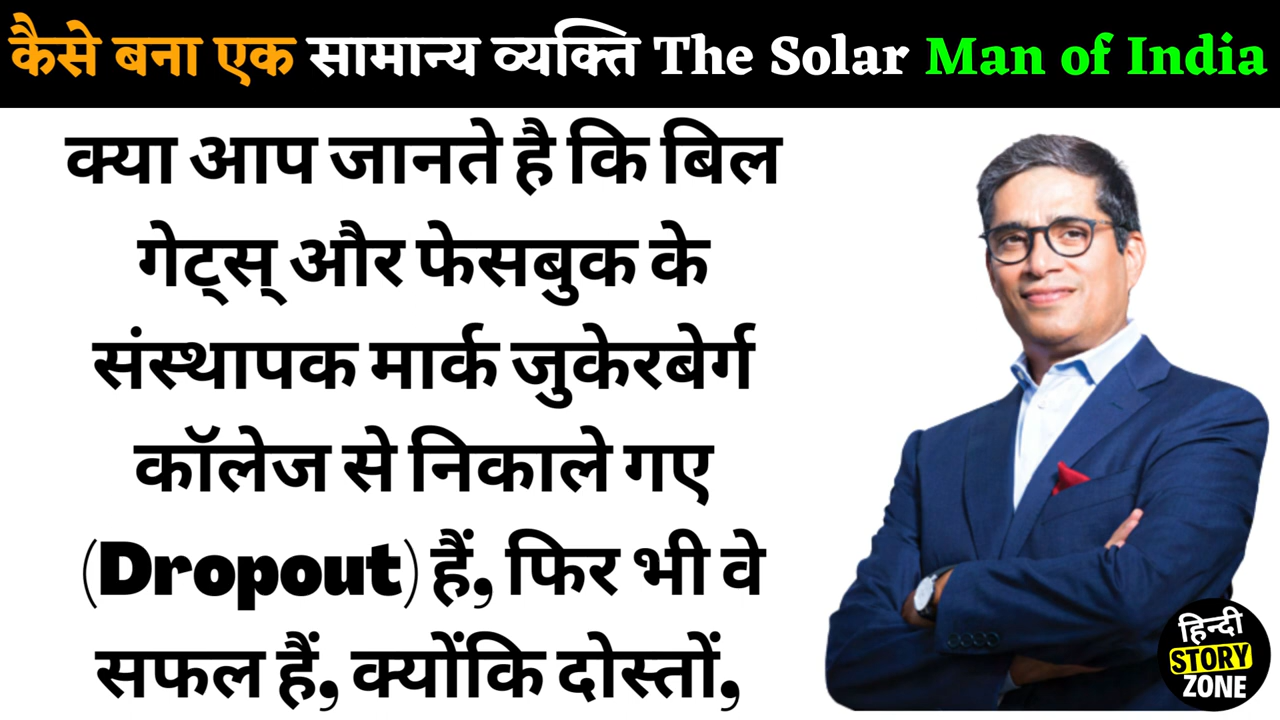 कैसे बना एक सामान्य व्यक्ति The Solar Man of India
क्या आप जानते है कि बिल
गेट्स् और फेसबुक के
संस्थापक मार्क जुकेरबेर्ग
कॉलेज से निकाले गए
(Dropout) हैं, फिर भी वे
सफल हैं, क्योंकि दोस्तों,
हिन्दी
STORY
ZONE